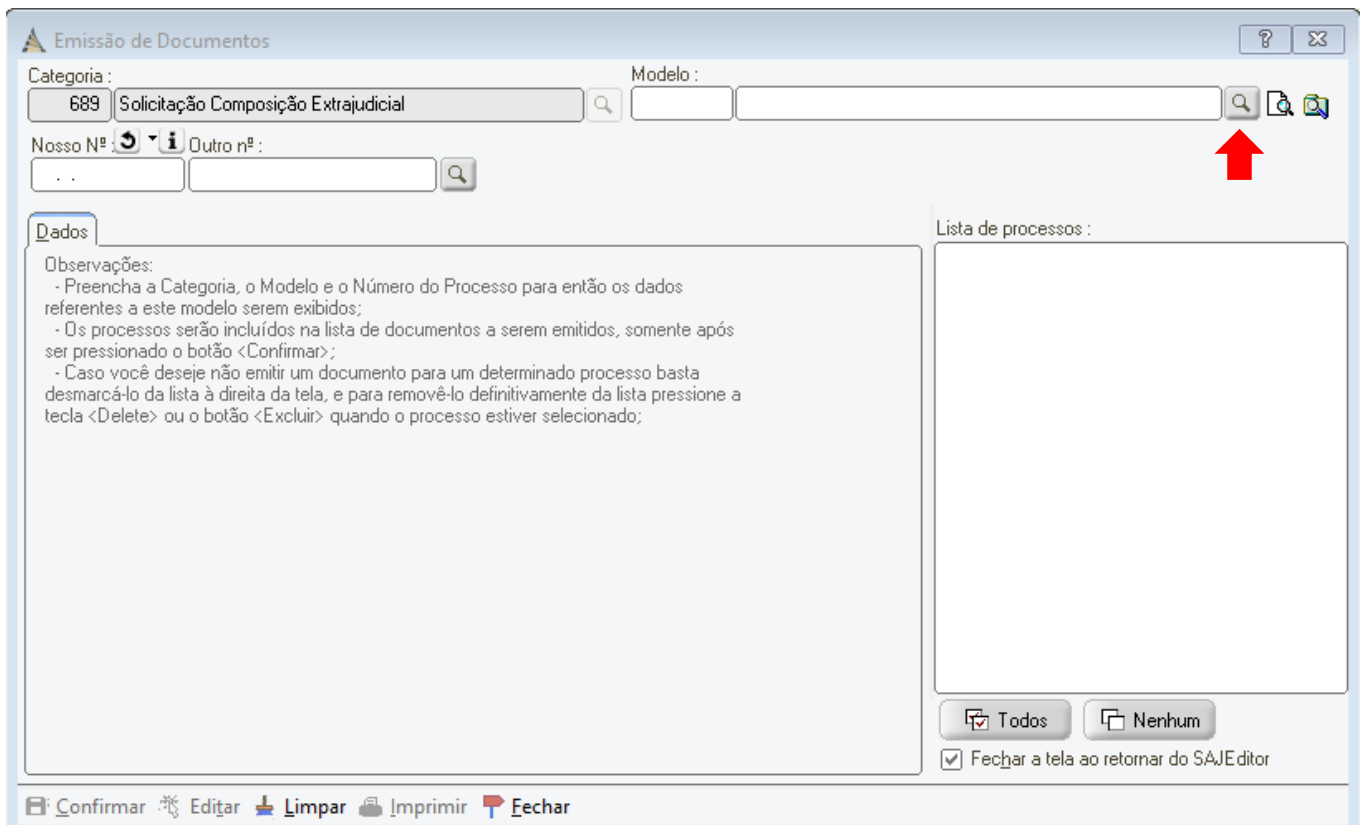 Emissão de Documentos
Categoria :
Modelo :
689 Solicitação Composição Extrajudicial
Nosso Nº : Outro nº :
. .
Dados
Lista de processos :
Observações:
- Preencha a Categoria, o Modelo e o Número do Processo para então os dados
referentes a este modelo serem exibidos;
- Os processos serão incluídos na lista de documentos a serem emitidos, somente após
ser pressionado o botão <Confirmar>;
- Caso você deseje não emitir um documento para um determinado processo basta
desmarcá-lo da lista à direita da tela, e para removê-lo definitivamente da lista pressione a
tecla <Delete> ou o botão <Excluir> quando o processo estiver selecionado;
Todos Nenhum
Fechar a tela ao retornar do SAJEditor
Confirmar Editar Limpar Imprimir Fechar